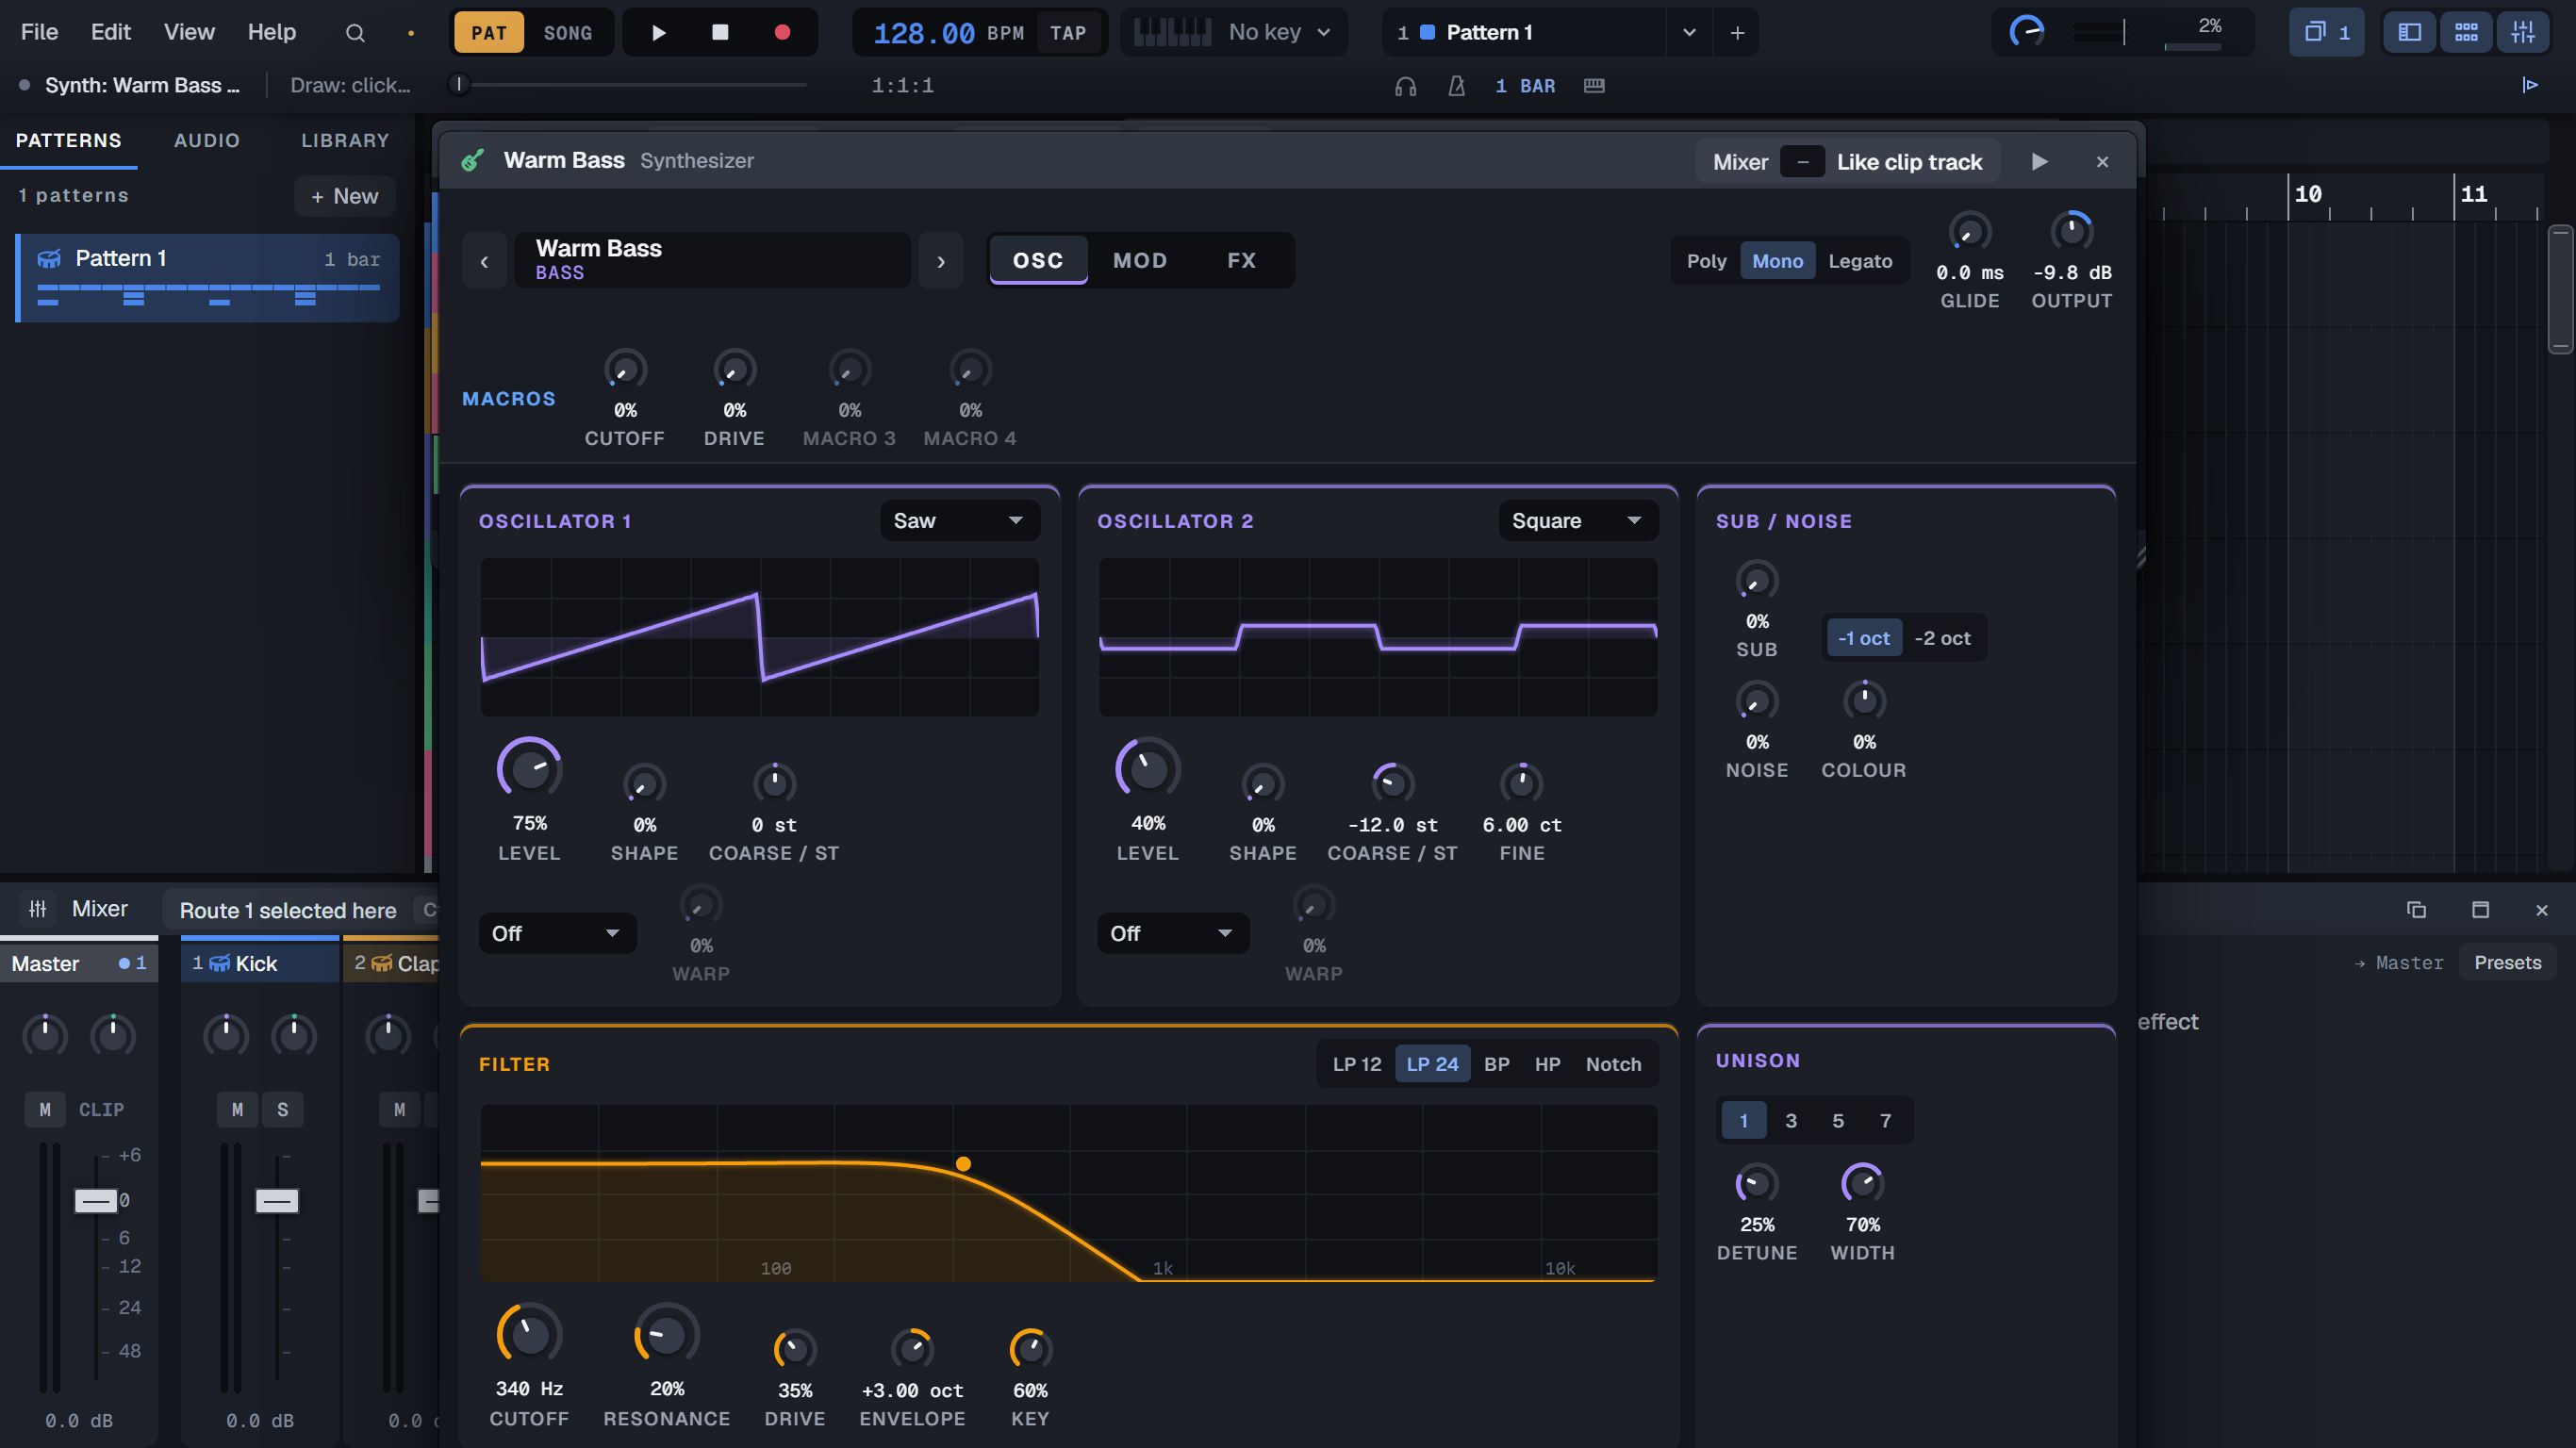 File Edit View Help PAT SONG 128.00 BPM TAP No key 1 Pattern 1 + 2% 1
Synth: Warm Bass ... Draw: click... 1:1:1 1 BAR
PATTERNS AUDIO LIBRARY
1 patterns + New
Pattern 1 1 bar
Warm Bass Synthesizer Mixer – Like clip track
10 11
Warm Bass
BASS
OSC MOD FX
Poly Mono Legato
0.0 ms -9.8 dB
GLIDE OUTPUT
MACROS
0% 0% 0% 0%
CUTOFF DRIVE MACRO 3 MACRO 4
OSCILLATOR 1 Saw
75% 0% 0 st
LEVEL SHAPE COARSE / ST
Off 0%
WARP
OSCILLATOR 2 Square
40% 0% -12.0 st 6.00 ct
LEVEL SHAPE COARSE / ST FINE
Off 0%
WARP
SUB / NOISE
0%
SUB
-1 oct -2 oct
0% 0%
NOISE COLOUR
FILTER LP 12 LP 24 BP HP Notch
100 1k 10k
340 Hz 20% 35% +3.00 oct 60%
CUTOFF RESONANCE DRIVE ENVELOPE KEY
UNISON
1 3 5 7
25% 70%
DETUNE WIDTH
Mixer Route 1 selected here
Master 1 1 Kick 2 Clap
M CLIP M S M
+6
0
6
12
24
48
0.0 dB 0.0 dB 0.0
→ Master Presets
effect